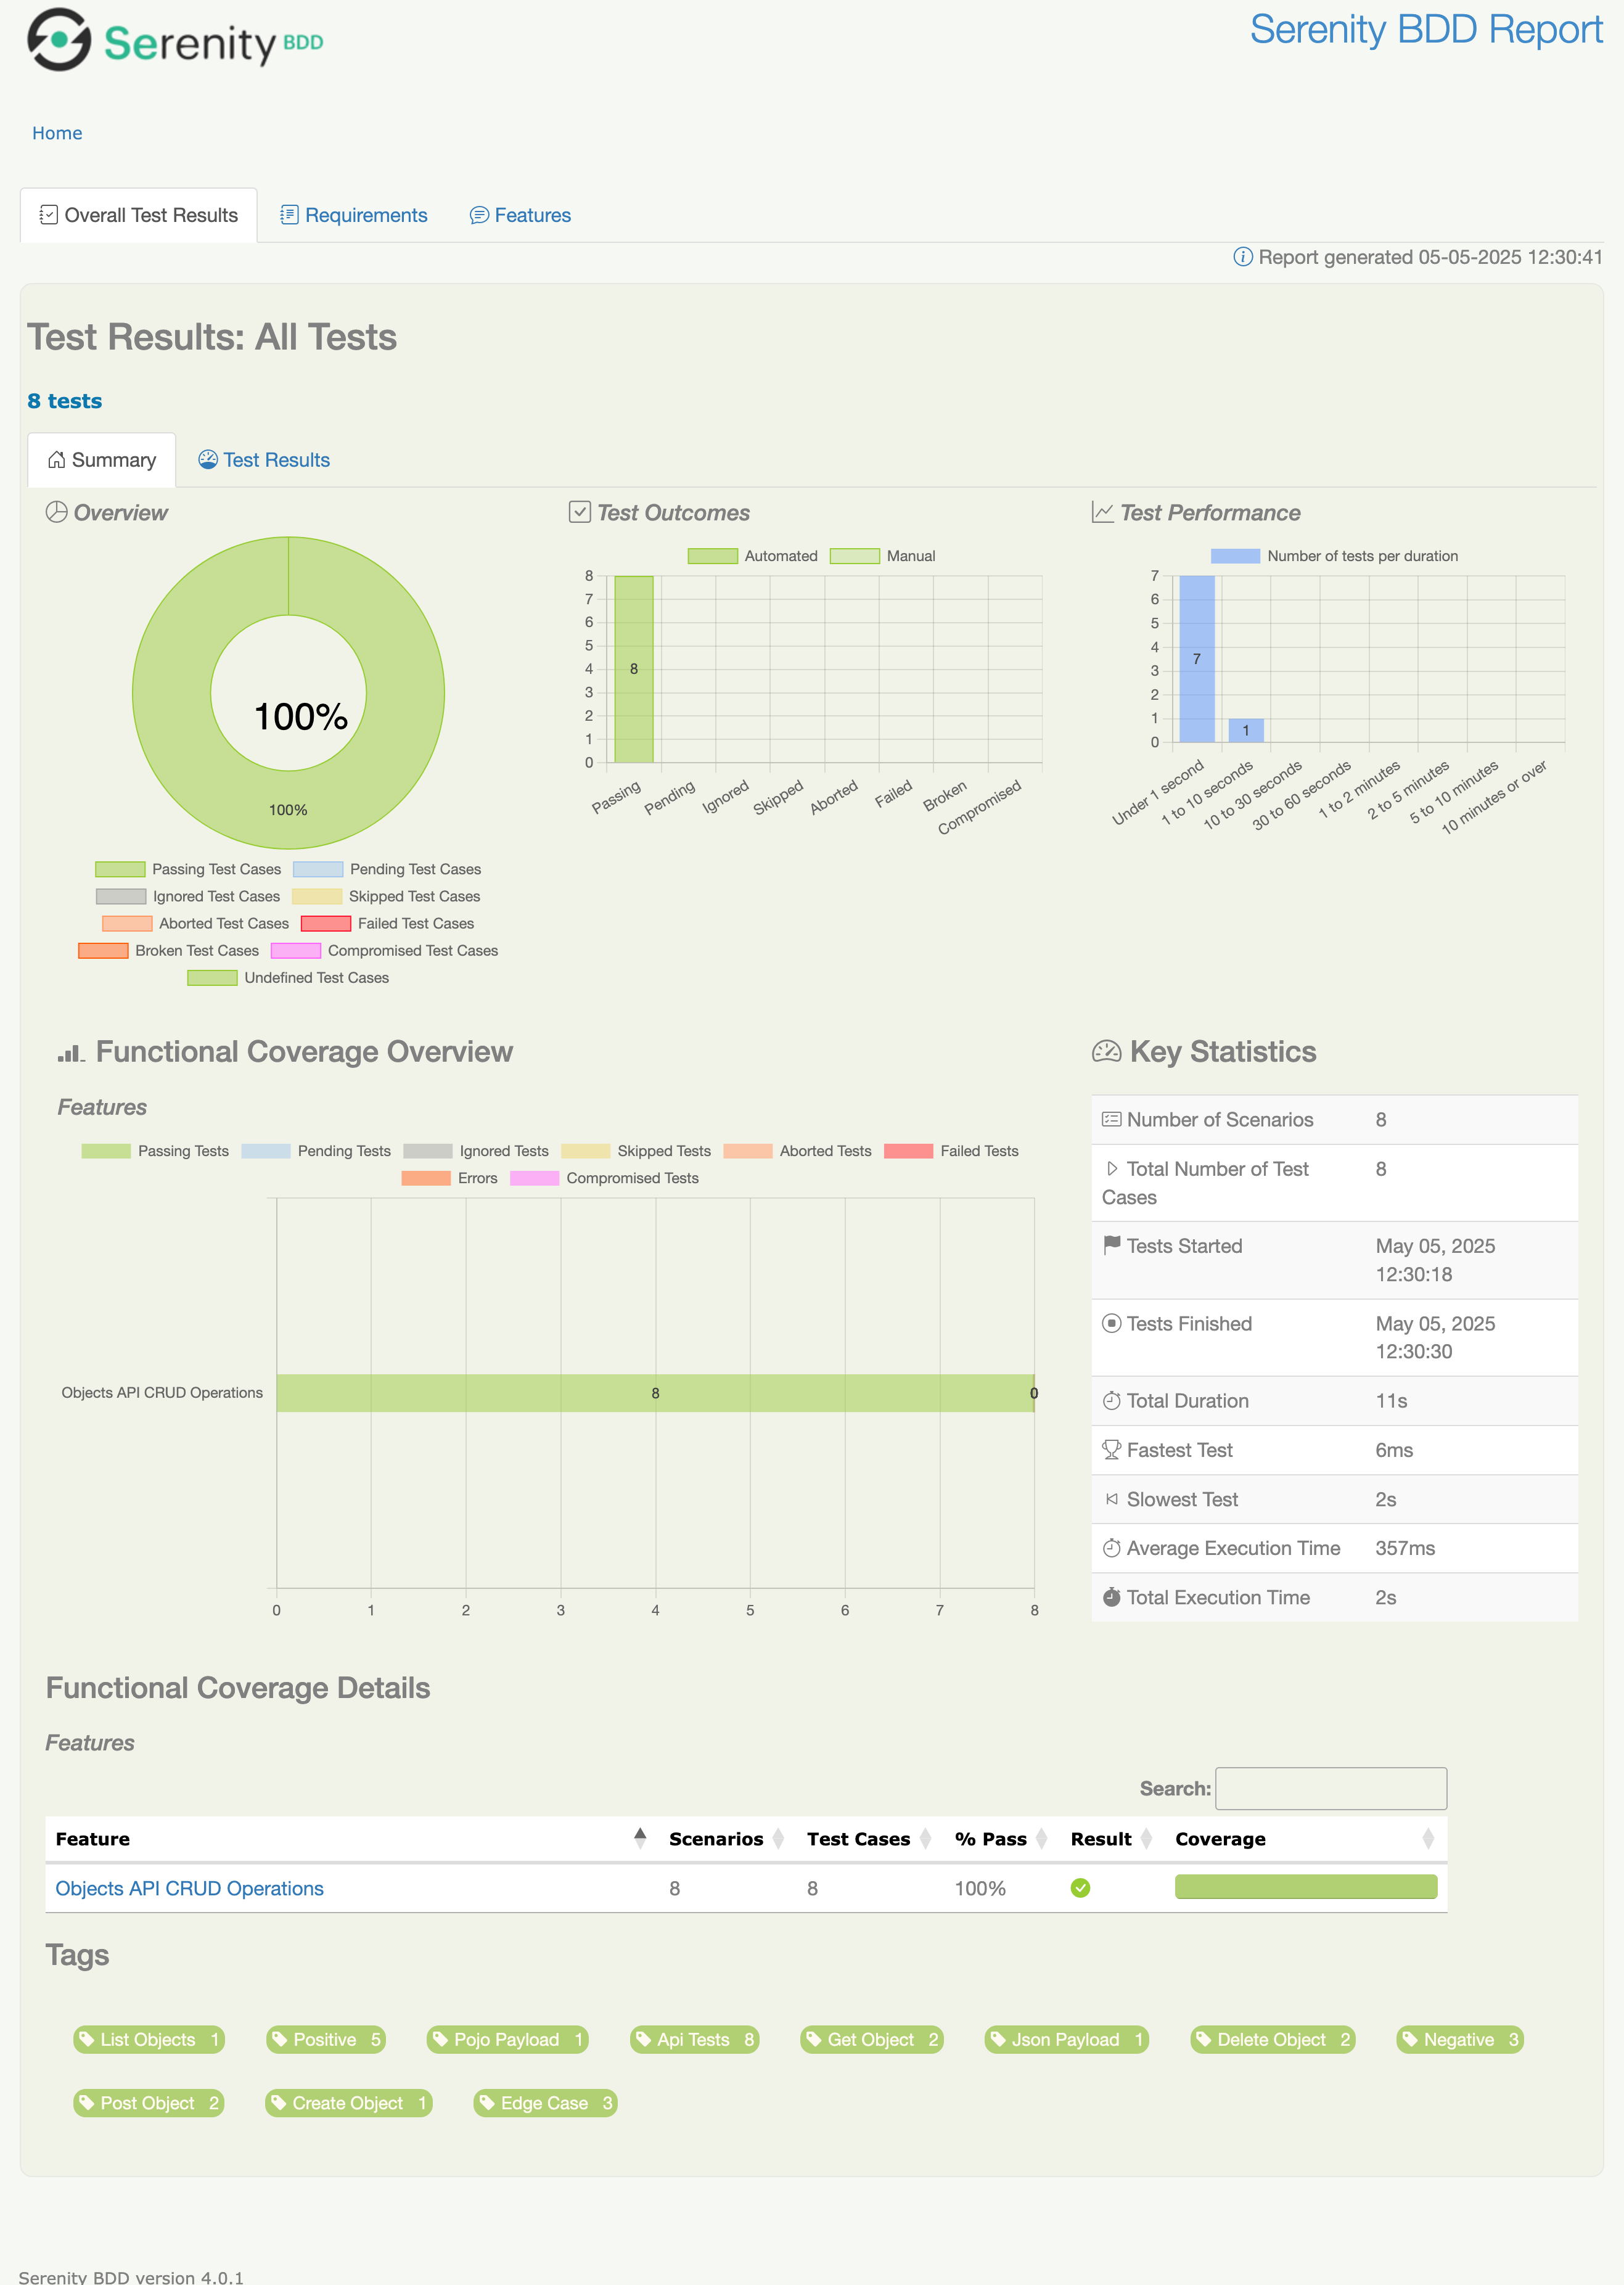 Serenity BDD
Serenity BDD Report
Home
Overall Test Results
Requirements
Features
Report generated 05-05-2025 12:30:41
Test Results: All Tests
8 tests
Summary
Test Results
Overview
100%
100%
Passing Test Cases
Pending Test Cases
Ignored Test Cases
Skipped Test Cases
Aborted Test Cases
Failed Test Cases
Broken Test Cases
Compromised Test Cases
Undefined Test Cases
Test Outcomes
Automated
Manual
8
7
6
5
4
3
2
1
0
8
Passing
Pending
Ignored
Skipped
Aborted
Failed
Broken
Compromised
Test Performance
Number of tests per duration
7
6
5
4
3
2
1
0
7
1
Under 1 second
1 to 10 seconds
10 to 30 seconds
30 to 60 seconds
1 to 2 minutes
2 to 5 minutes
5 to 10 minutes
10 minutes or over
Functional Coverage Overview
Features
Passing Tests
Pending Tests
Ignored Tests
Skipped Tests
Aborted Tests
Failed Tests
Errors
Compromised Tests
Objects API CRUD Operations
8
0
0 1 2 3 4 5 6 7 8
Key Statistics
Number of Scenarios 8
Total Number of Test 8
Cases
Tests Started May 05, 2025
12:30:18
Tests Finished May 05, 2025
12:30:30
Total Duration 11s
Fastest Test 6ms
Slowest Test 2s
Average Execution Time 357ms
Total Execution Time 2s
Functional Coverage Details
Features
Search:
Feature Scenarios Test Cases % Pass Result Coverage
Objects API CRUD Operations 8 8 100%
Tags
List Objects 1
Positive 5
Pojo Payload 1
Api Tests 8
Get Object 2
Json Payload 1
Delete Object 2
Negative 3
Post Object 2
Create Object 1
Edge Case 3
Serenity BDD version 4.0.1